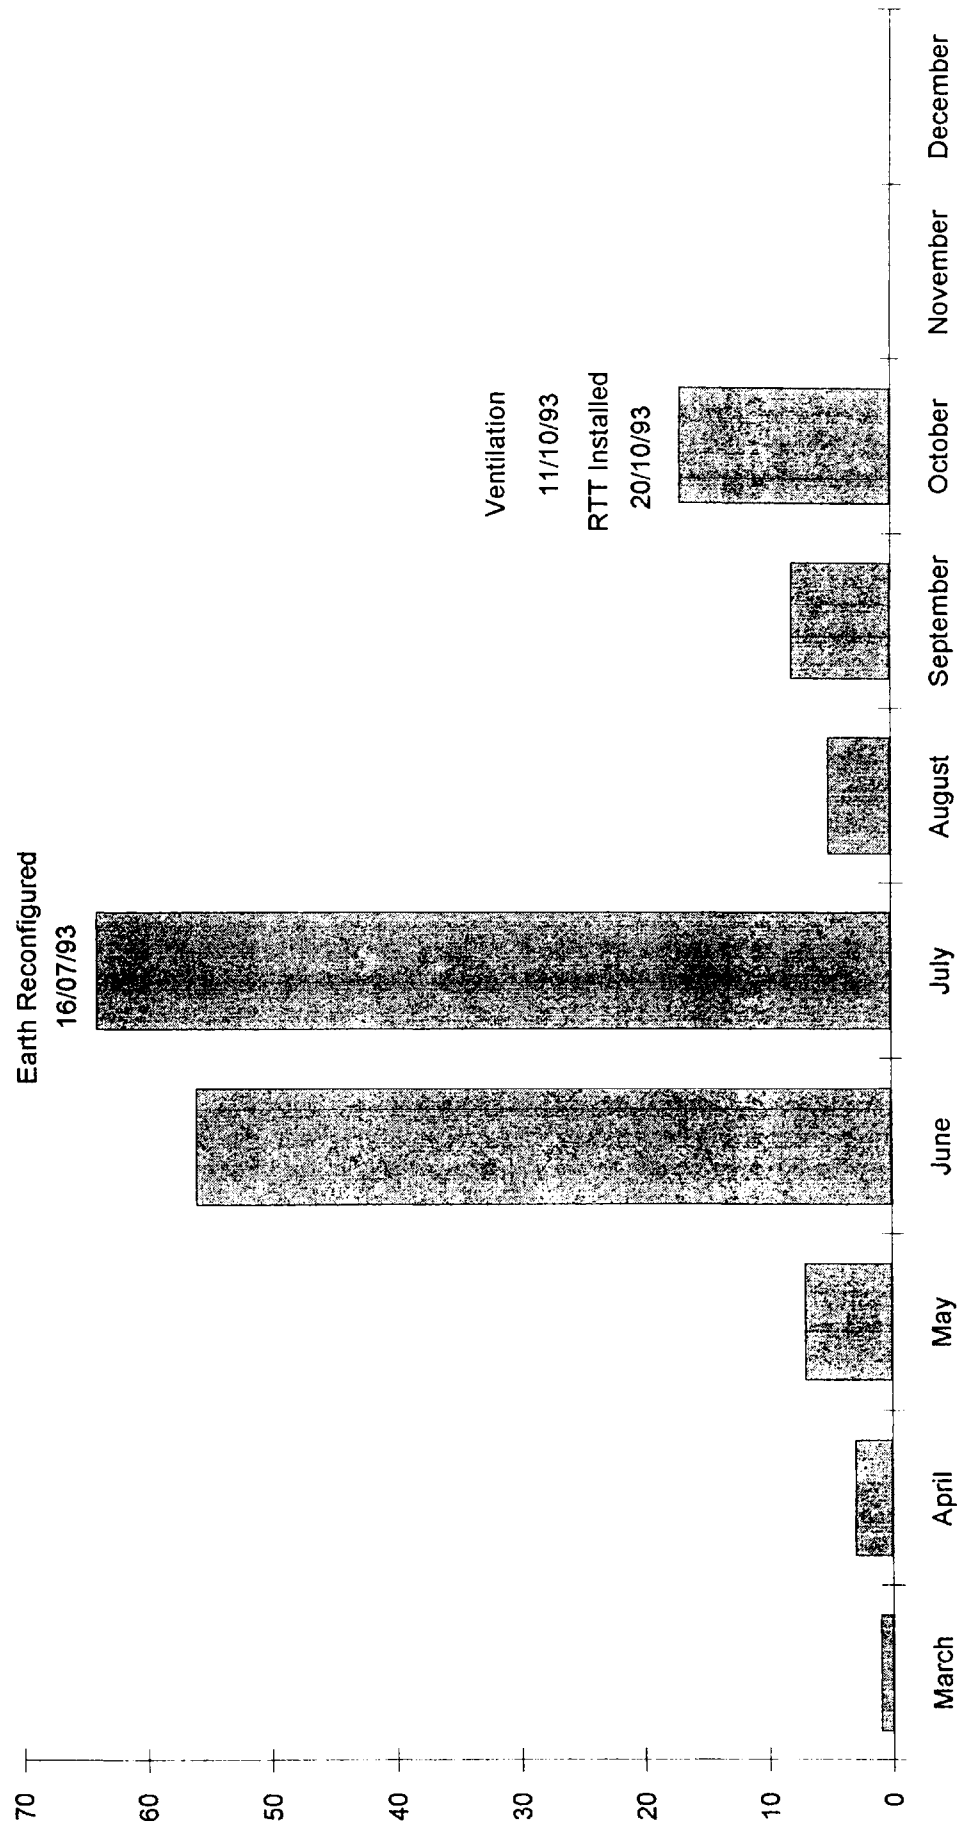 Earth Reconfigured
16/07/93
Ventilation
11/10/93
RTT Installed
20/10/93
70
60
50
40
30
20
10
0
March
April
May
June
July
August
September
October
November
December